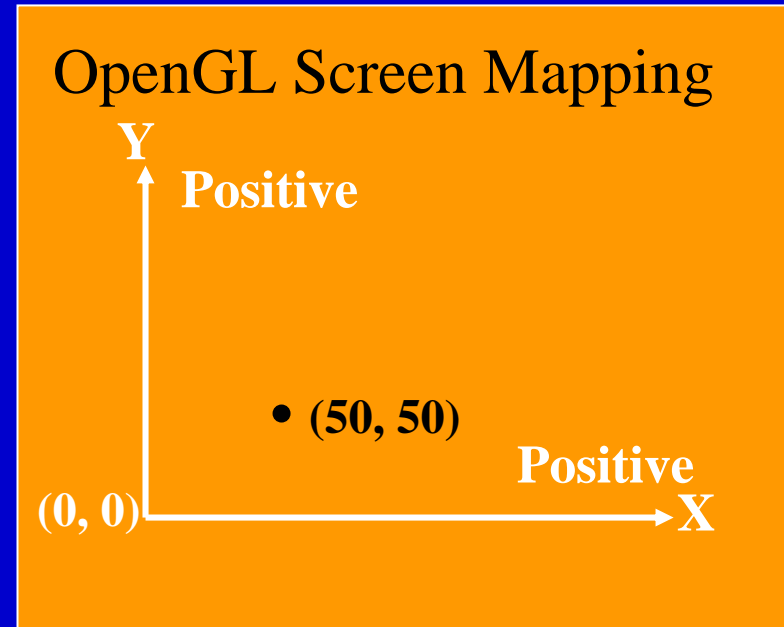 OpenGL Screen Mapping
Y
Positive
(50, 50)
Positive
(0, 0)
X